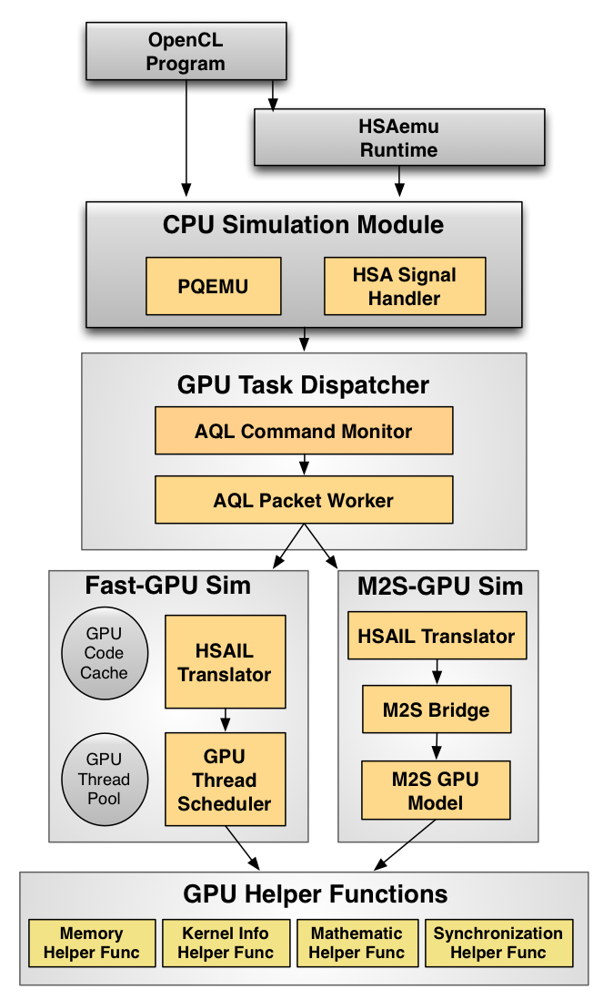 OpenCL
Program
HSAemu
Runtime
CPU Simulation Module
PQEMU
HSA Signal
Handler
GPU Task Dispatcher
AQL Command Monitor
AQL Packet Worker
Fast-GPU Sim
GPU
Code
Cache
HSAIL
Translator
GPU
Thread
Pool
GPU
Thread
Scheduler
M2S-GPU Sim
HSAIL Translator
M2S Bridge
M2S GPU
Model
GPU Helper Functions
Memory
Helper Func
Kernel Info
Helper Func
Mathematic
Helper Func
Synchronization
Helper Func